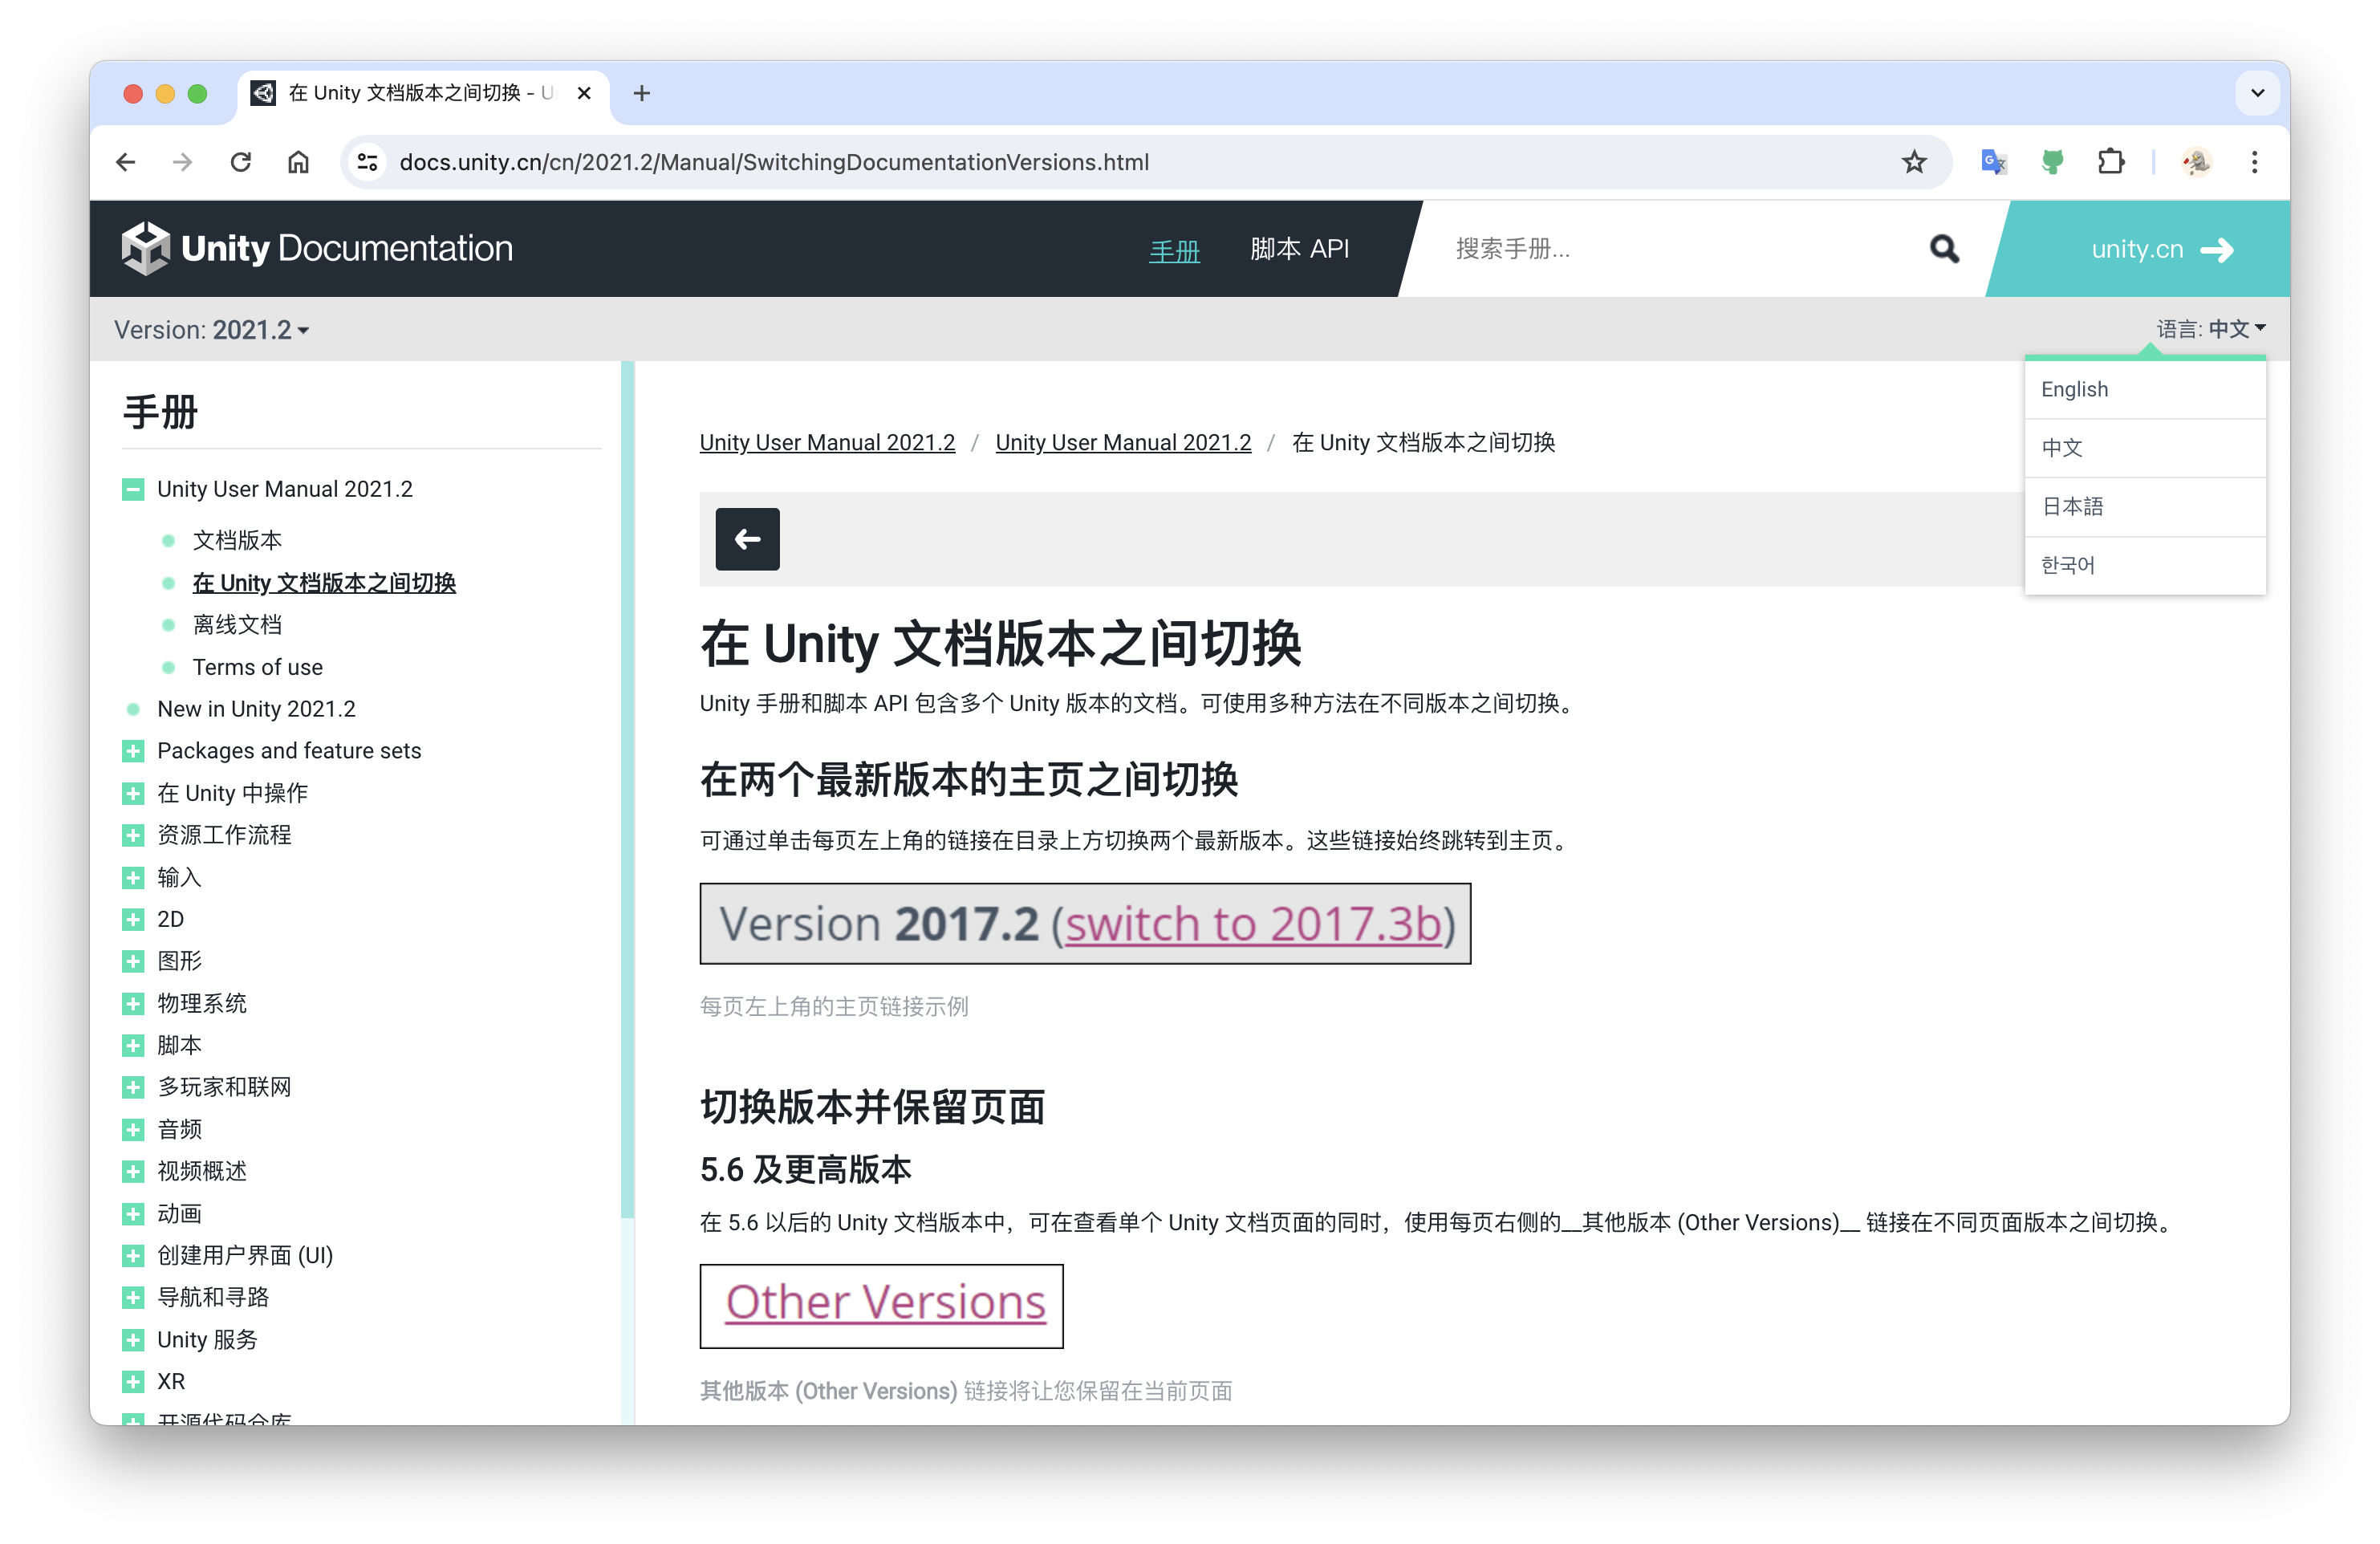 在 Unity 文档版本之间切换 - U
docs.unity.cn/cn/2021.2/Manual/SwitchingDocumentationVersions.html
Unity Documentation
手册
脚本 API
搜索手册...
unity.cn
Version: 2021.2
语言: 中文
English
中文
日本語
한국어
手册
Unity User Manual 2021.2
文档版本
在 Unity 文档版本之间切换
离线文档
Terms of use
New in Unity 2021.2
Packages and feature sets
在 Unity 中操作
资源工作流程
输入
2D
图形
物理系统
脚本
多玩家和联网
音频
视频概述
动画
创建用户界面 (UI)
导航和寻路
Unity 服务
XR
开源代码仓库
Unity User Manual 2021.2 / Unity User Manual 2021.2 / 在 Unity 文档版本之间切换
在 Unity 文档版本之间切换
Unity 手册和脚本 API 包含多个 Unity 版本的文档。可使用多种方法在不同版本之间切换。
在两个最新版本的主页之间切换
可通过单击每页左上角的链接在目录上方切换两个最新版本。这些链接始终跳转到主页。
Version 2017.2 (switch to 2017.3b)
每页左上角的主页链接示例
切换版本并保留页面
5.6 及更高版本
在 5.6 以后的 Unity 文档版本中，可在查看单个 Unity 文档页面的同时，使用每页右侧的__其他版本 (Other Versions)__ 链接在不同页面版本之间切换。
Other Versions
其他版本 (Other Versions) 链接将让您保留在当前页面